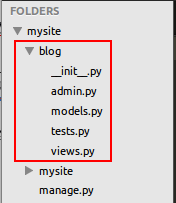 FOLDERS
mysite
blog
__init__.py
admin.py
models.py
tests.py
views.py
mysite
manage.py